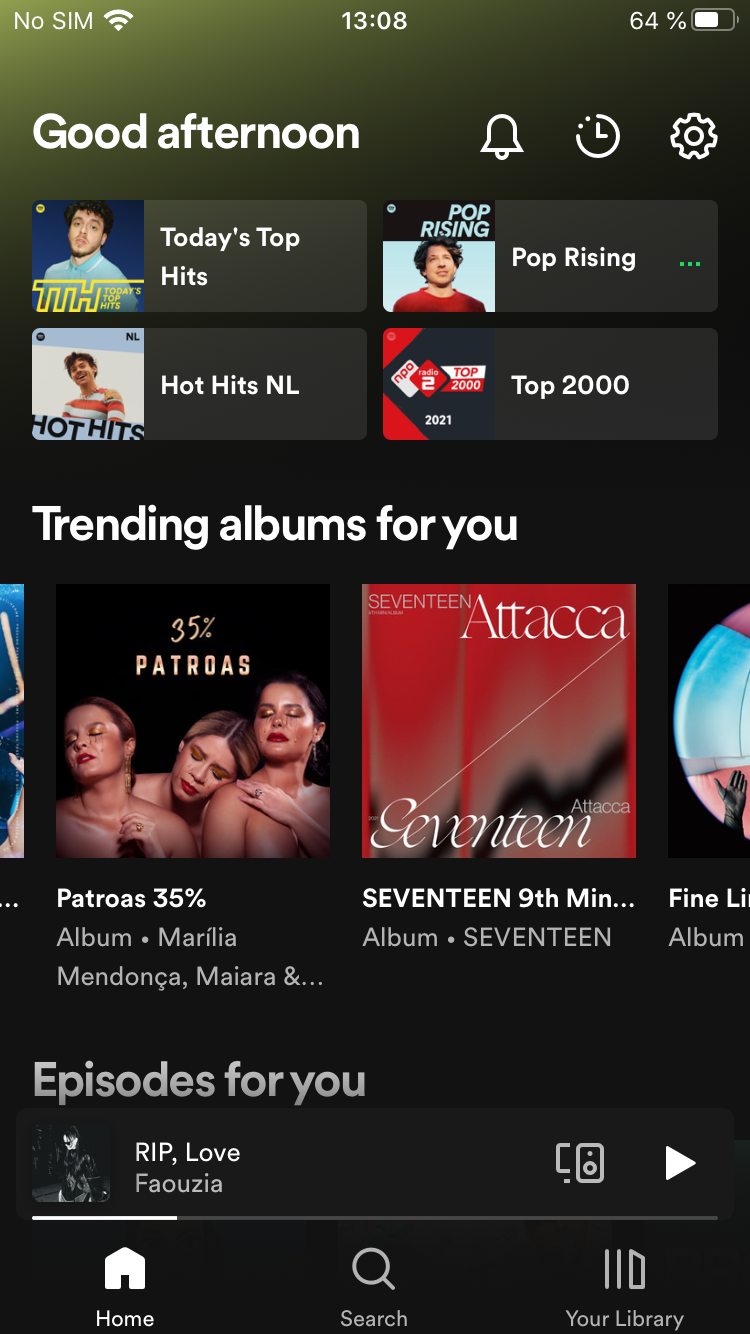 No SIM 13:08 64 %
Good afternoon
TTH TODAY'S
TOP
HITS
Today's Top
Hits
POP
RISING
Pop Rising
NL
HOT HITS
Hot Hits NL
npo radio 2 TOP 2000
2021
Top 2000
Trending albums for you
35%
PATROAS
SEVENTEEN Attacca
9TH MINI ALBUM
Attacca
Seventeen
...
Patroas 35%
Album • Marília
Mendonça, Maiara &...
SEVENTEEN 9th Min...
Album • SEVENTEEN
Fine Li
Album
Episodes for you
RIP, Love
Faouzia
Home
Search
Your Library